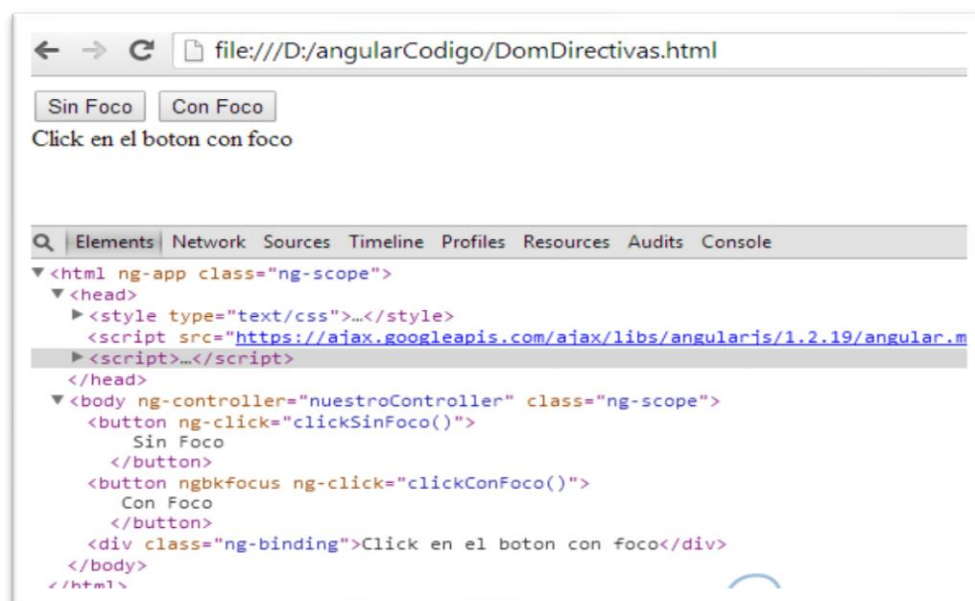 file:///D:/angularCodigo/DomDirectivas.html
Sin Foco Con Foco
Click en el boton con foco
Elements Network Sources Timeline Profiles Resources Audits Console
<html ng-app class="ng-scope">
<head>
<style type="text/css">…</style>
<script src="https://ajax.googleapis.com/ajax/libs/angularjs/1.2.19/angular.m
<script>…</script>
</head>
<body ng-controller="nuestroController" class="ng-scope">
<button ng-click="clickSinFoco()">
Sin Foco
</button>
<button ngbkfocus ng-click="clickConFoco()">
Con Foco
</button>
<div class="ng-binding">Click en el boton con foco</div>
</body>
</html>